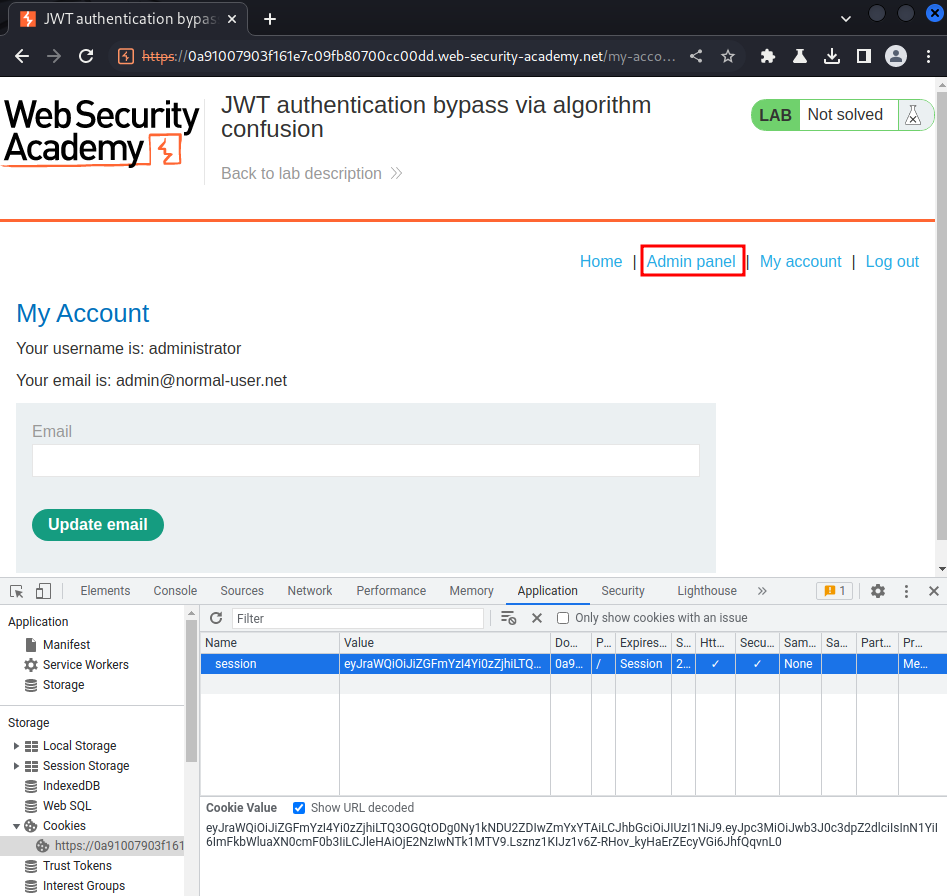 JWT authentication bypass
https://0a91007903f161e7c09fb80700cc00dd.web-security-academy.net/my-acco...
Web Security
Academy
JWT authentication bypass via algorithm
confusion
Back to lab description
LAB Not solved
Home | Admin panel | My account | Log out
My Account
Your username is: administrator
Your email is: admin@normal-user.net
Email
Update email
Elements Console Sources Network Performance Memory Application Security Lighthouse 1
Application
Manifest
Service Workers
Storage
Storage
Local Storage
Session Storage
IndexedDB
Web SQL
Cookies
https://0a91007903f161
Trust Tokens
Interest Groups
Filter Only show cookies with an issue
Name Value Do... P... Expires... S... Htt... Secu... Sam... Sa... Part... Pr...
session eyJraWQiOiJiZGFmYzI4Yi0zZjhiLTQ... 0a9... / Session 2... ✓ ✓ None Me...
Cookie Value Show URL decoded
eyJraWQiOiJiZGFmYzI4Yi0zZjhiLTQ3OGQtODg0Ny1kNDU2ZDIwZmYxYTAiLCJhbGciOiJIUzI1NiJ9.eyJpc3MiOiJwb3J0c3dpZ2dlciIsInN1Yi
I6ImFkbWluaXN0cmF0b3IiLCJleHAiOjE2NzIwNTk1MTV9.Lsznz1KIJz1v6Z-RHov_kyHaErZEcyVGi6JhfQqvnL0